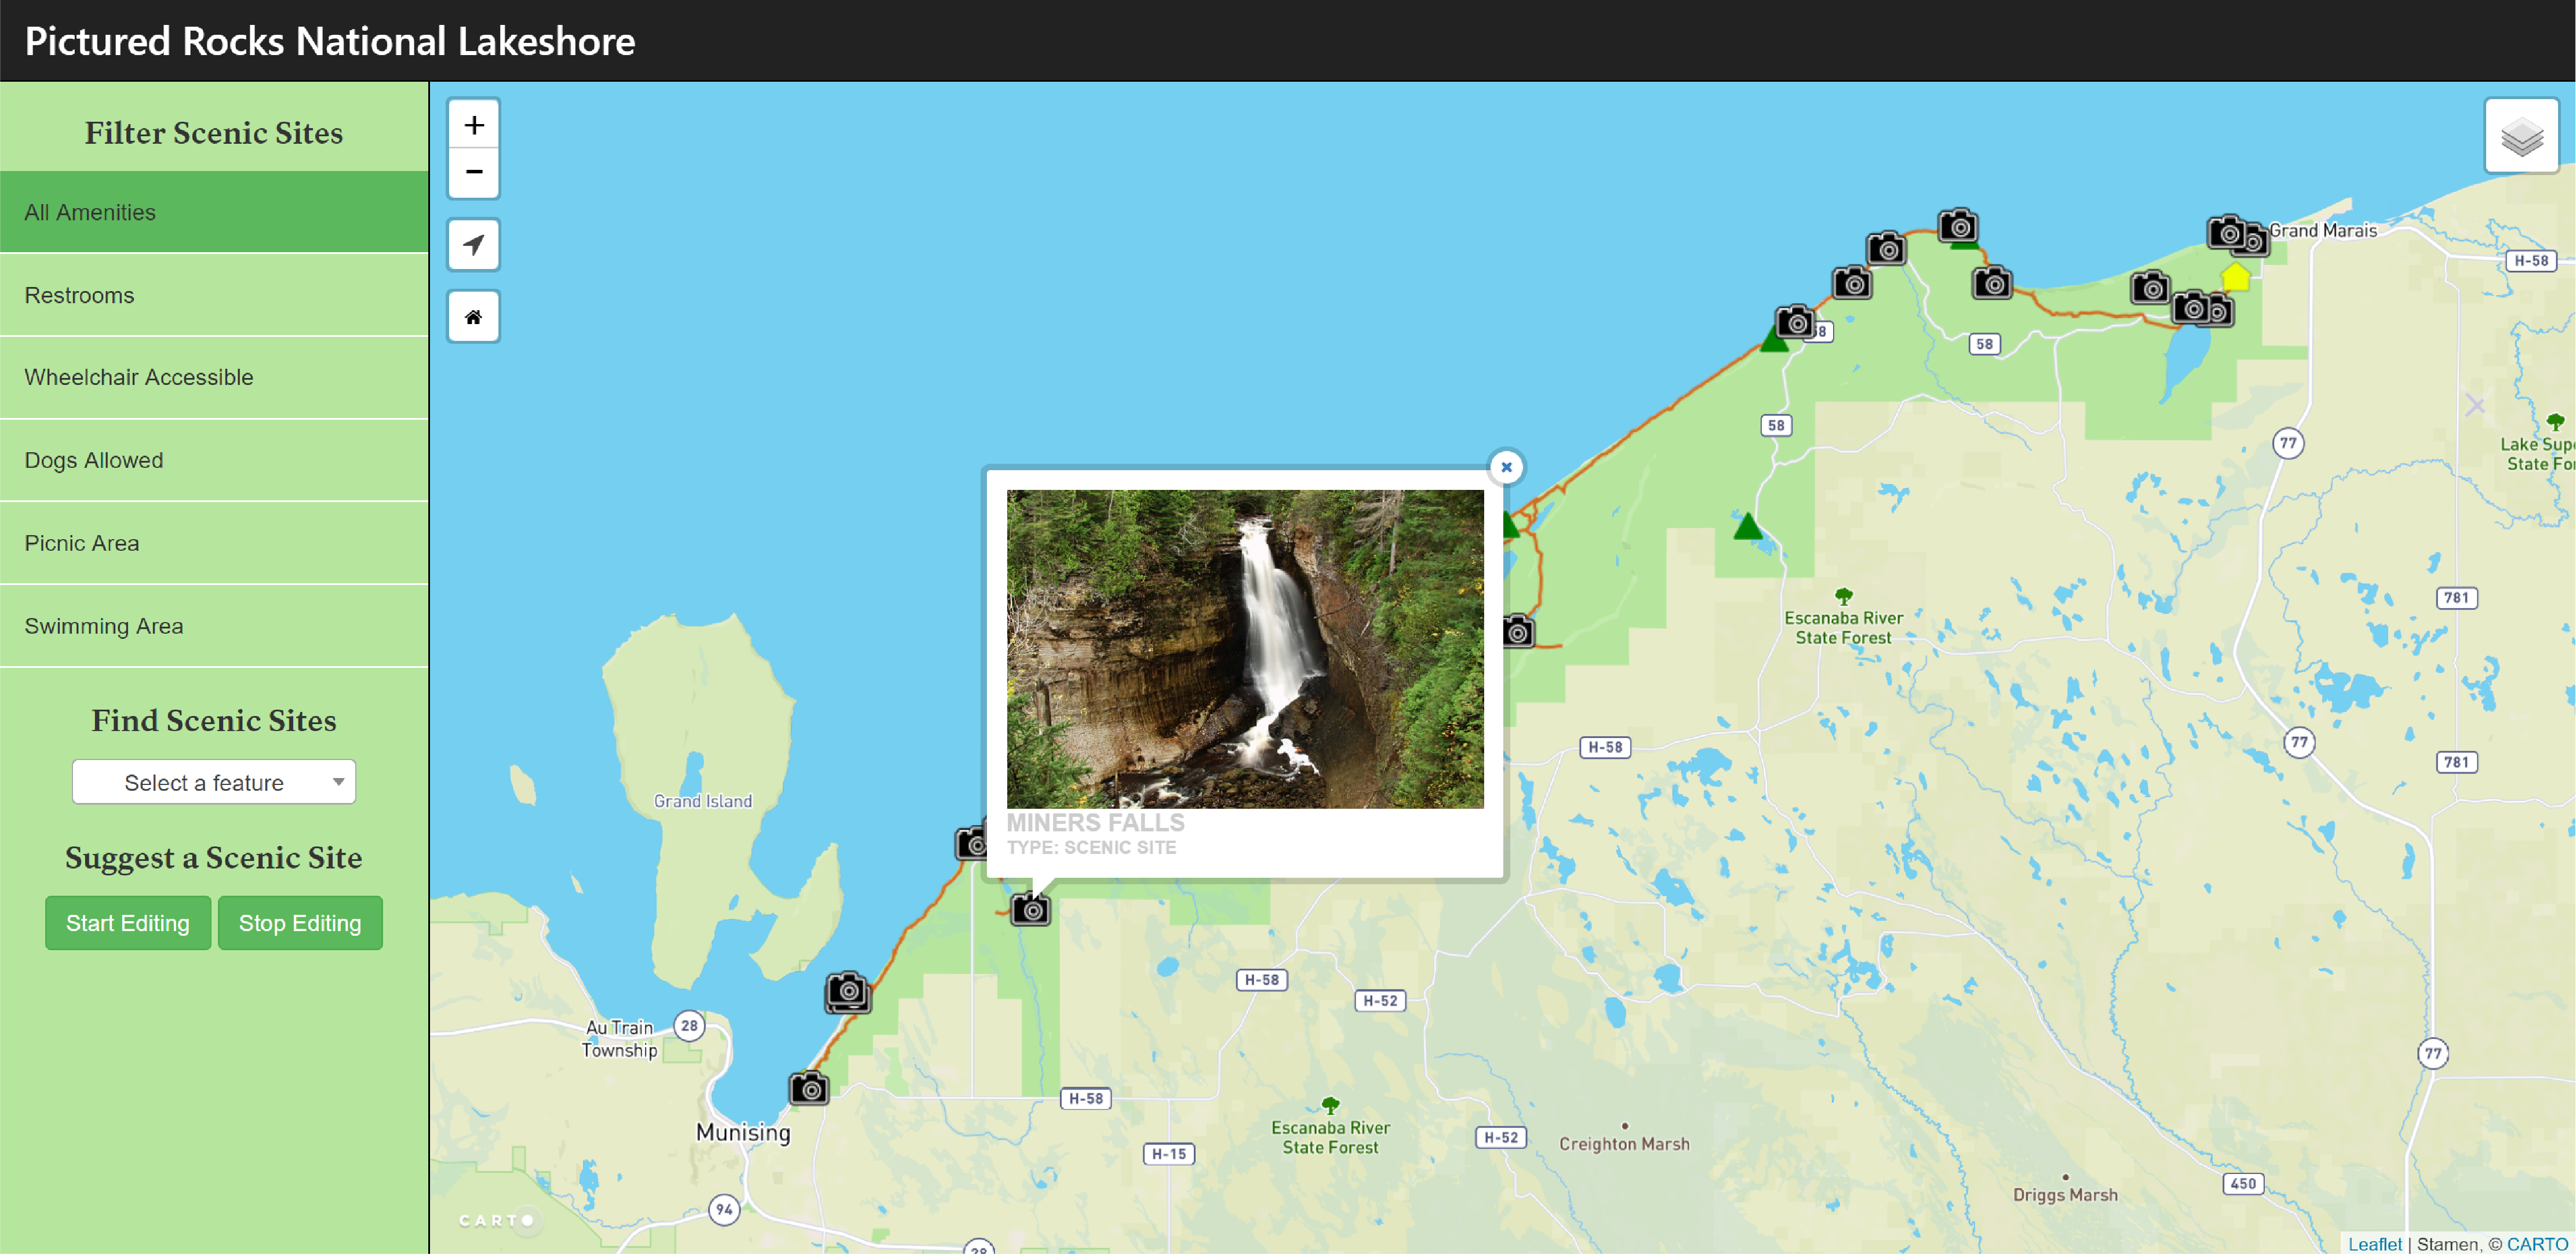 Pictured Rocks National Lakeshore
Filter Scenic Sites
All Amenities
Restrooms
Wheelchair Accessible
Dogs Allowed
Picnic Area
Swimming Area
Find Scenic Sites
Select a feature
Suggest a Scenic Site
Start Editing
Stop Editing
+
−
Grand Marais
H-58
58
58
77
Lake Sup
State Fo
MINERS FALLS
TYPE: SCENIC SITE
Escanaba River
State Forest
781
H-58
77
781
Grand Island
H-58
H-52
Au Train
Township
28
77
H-58
Munising
Escanaba River
State Forest
H-52
Creighton Marsh
H-15
450
Driggs Marsh
94
CARTO
28
Leaflet | Stamen, © CARTO